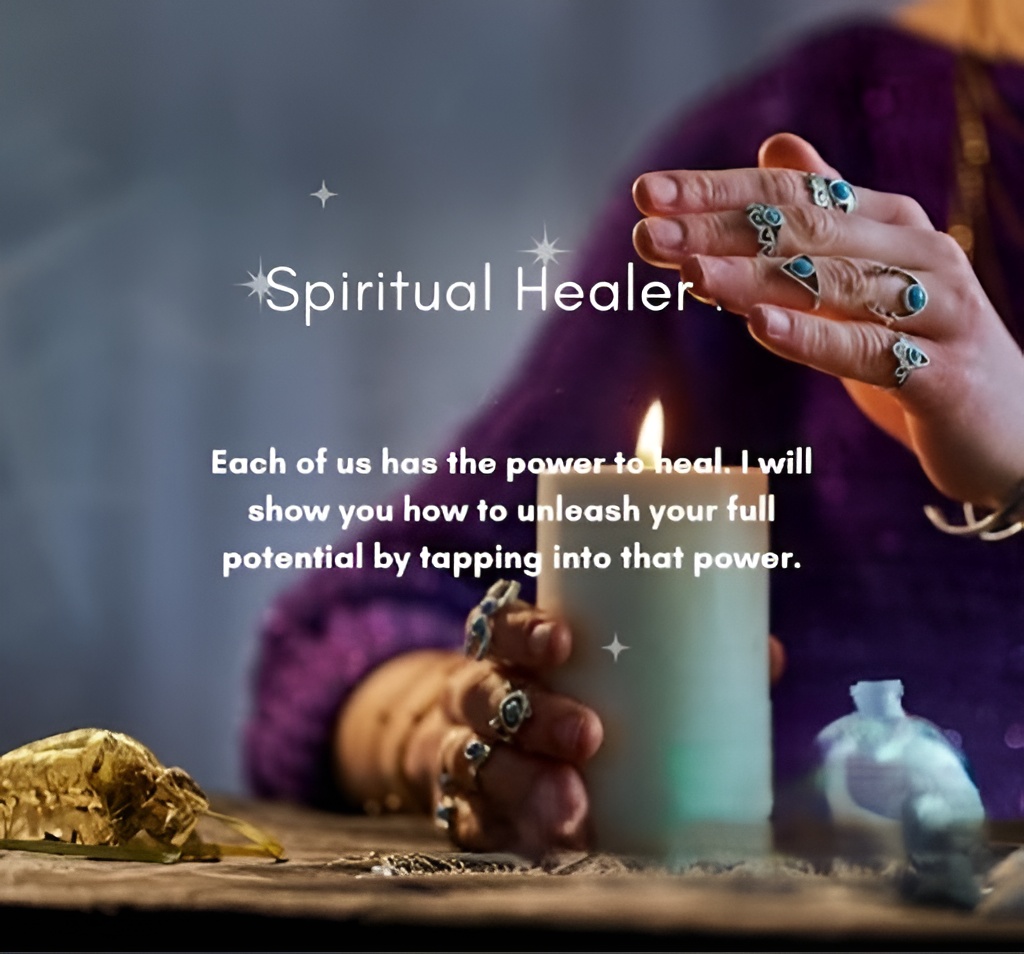 Spiritual Healer .
Each of us has the power to heal. I will
show you how to unleash your full
potential by tapping into that power.